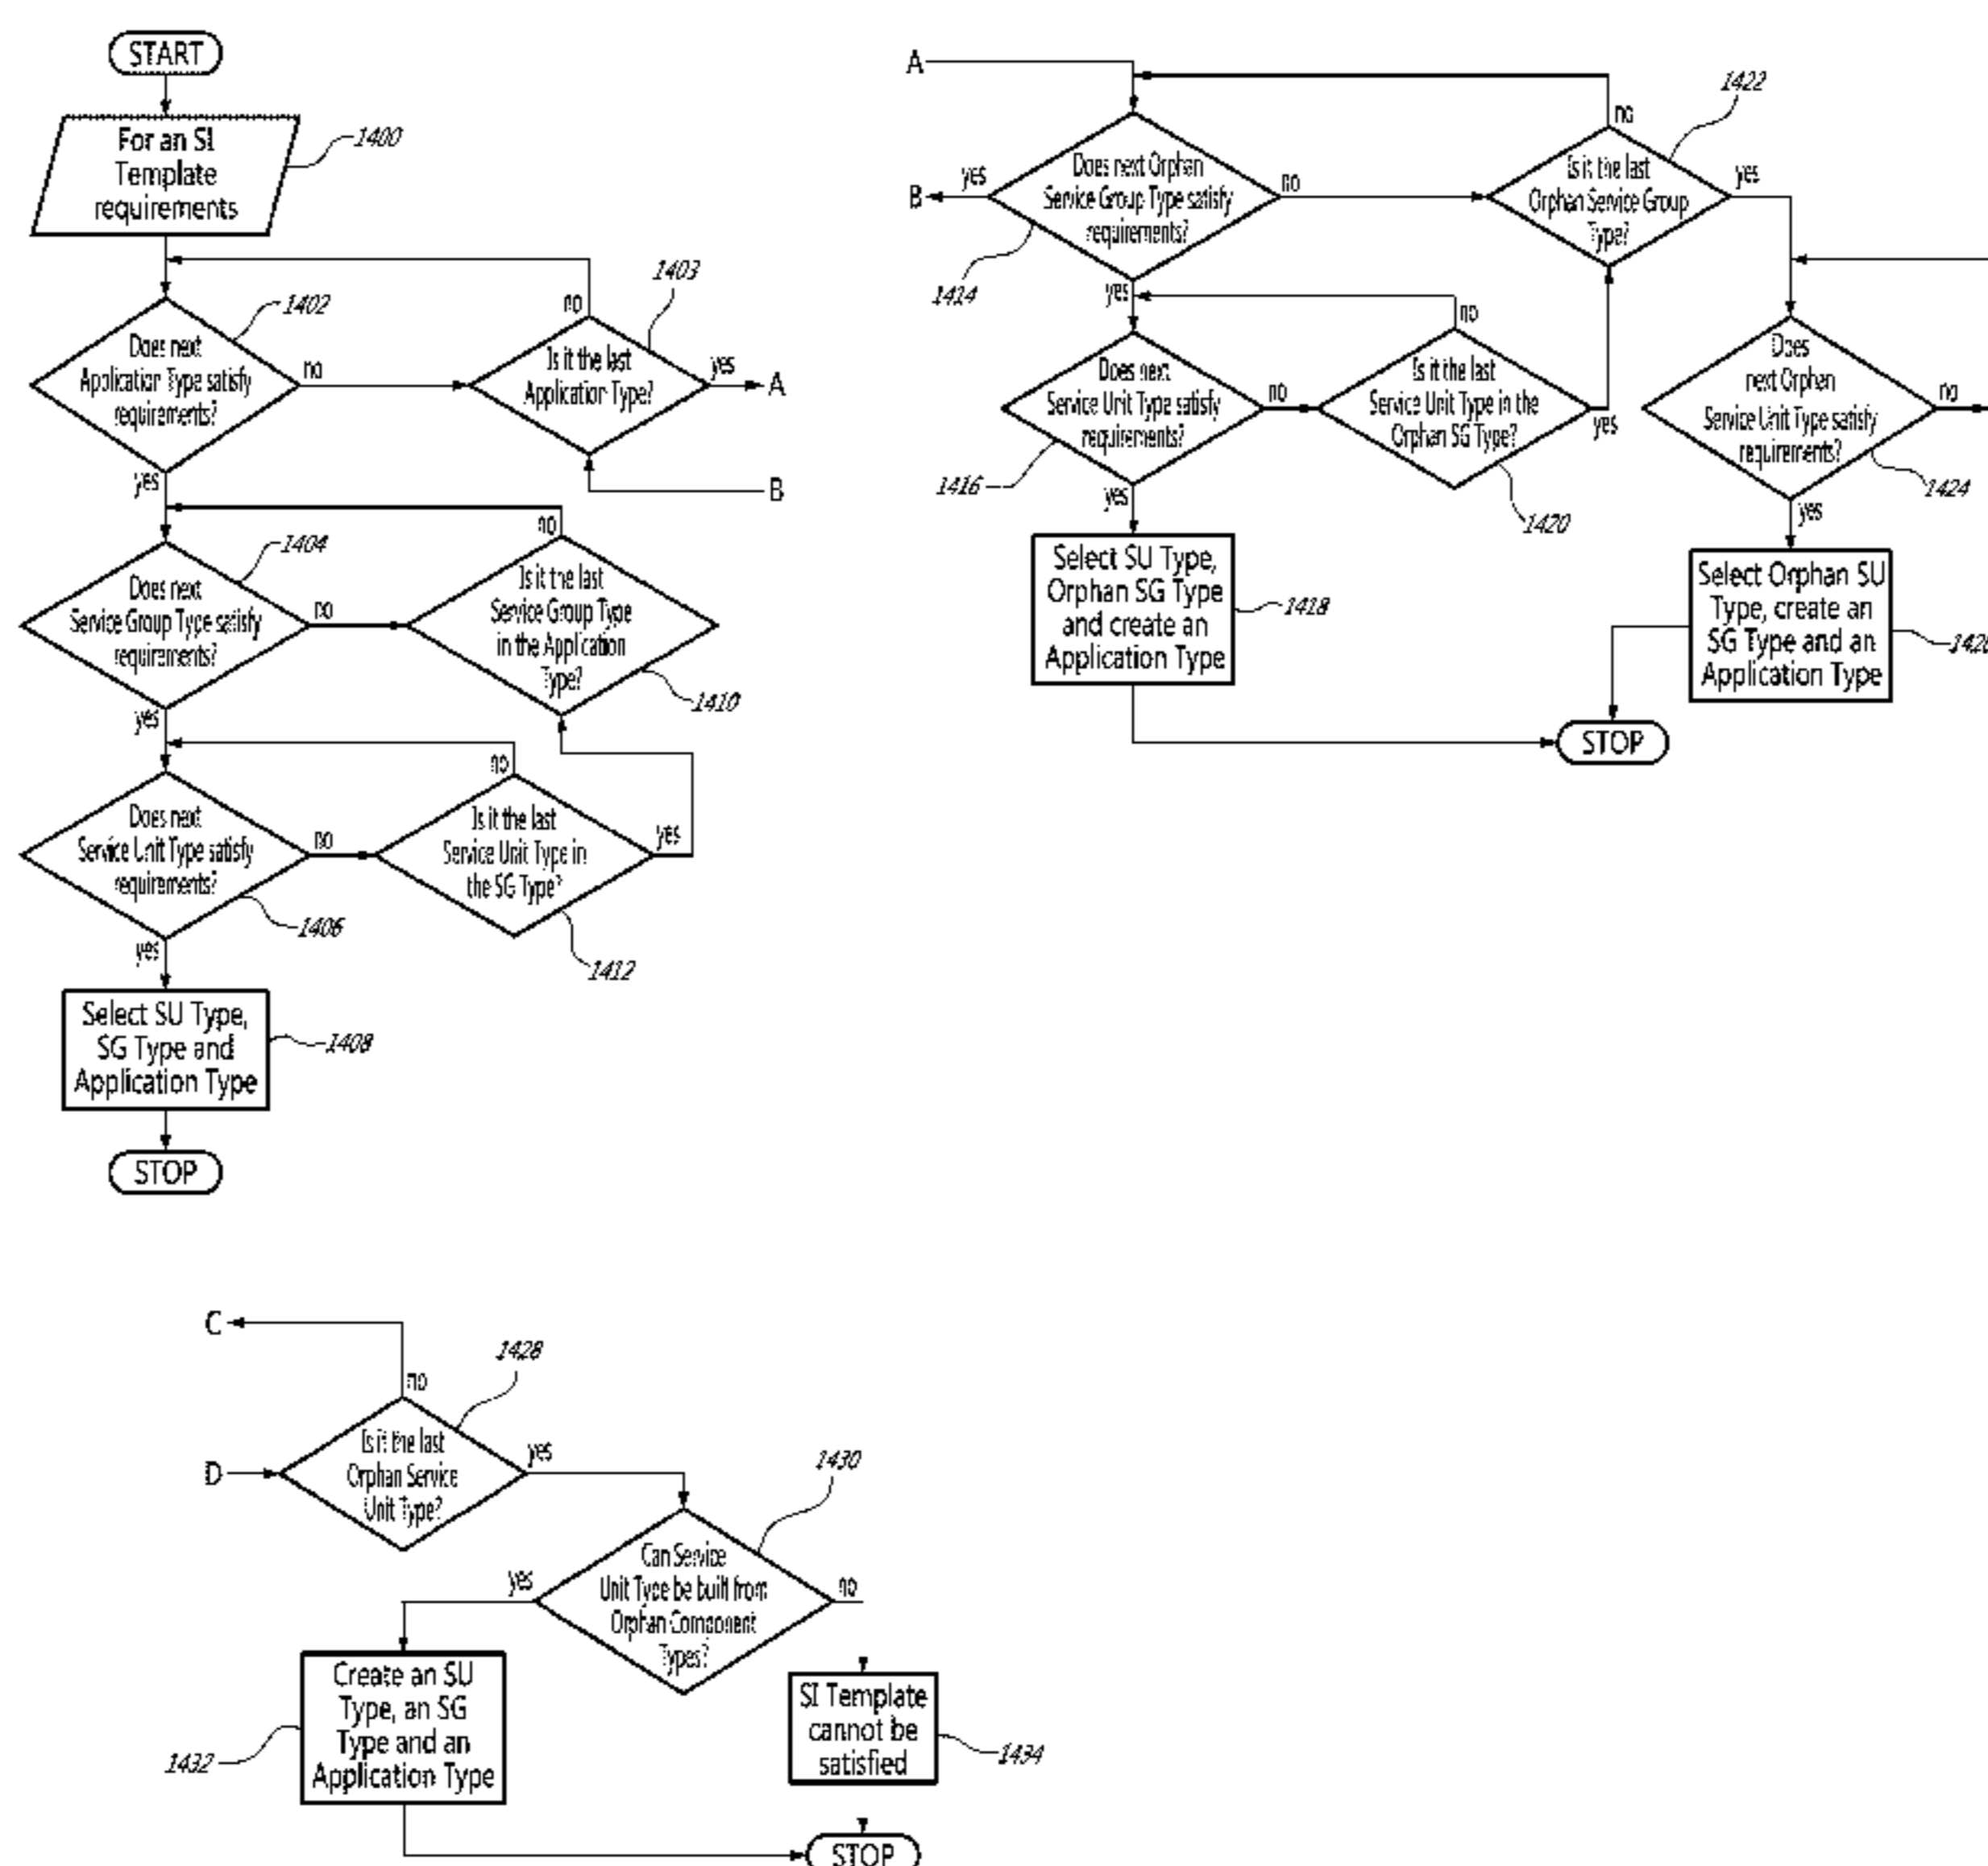 START
For an SI
Template
requirements
1400
Does next
Application Type satisfy
requirements?
1402
no
yes
Is it the last
Application Type?
1403
no
yes
A
B
Does next
Service Group Type satisfy
requirements?
1404
no
yes
Is it the last
Service Group Type
in the Application
Type?
1410
no
Does next
Service Unit Type satisfy
requirements?
1406
no
yes
Is it the last
Service Unit Type in
the SG Type?
1412
no
yes
Select SU Type,
SG Type and
Application Type
1408
STOP
A
B
yes
Does next Orphan
Service Group Type satisfy
requirements?
1414
no
yes
Is it the last
Orphan Service Group
Type?
1422
no
yes
Does next
Service Unit Type satisfy
requirements?
1416
no
yes
Is it the last
Service Unit Type in the
Orphan SG Type?
1420
no
yes
Does
next Orphan
Service Unit Type satisfy
requirements?
1424
no
yes
Select SU Type,
Orphan SG Type
and create an
Application Type
1418
Select Orphan SU
Type, create an
SG Type and an
Application Type
STOP
C
D
Is it the last
Orphan Service
Unit Type?
1428
no
yes
Can Service
Unit Type be built from
Orphan Component
Types?
1430
yes
no
Create an SU
Type, an SG
Type and an
Application Type
1432
SI Template
cannot be
satisfied
1434
STOP